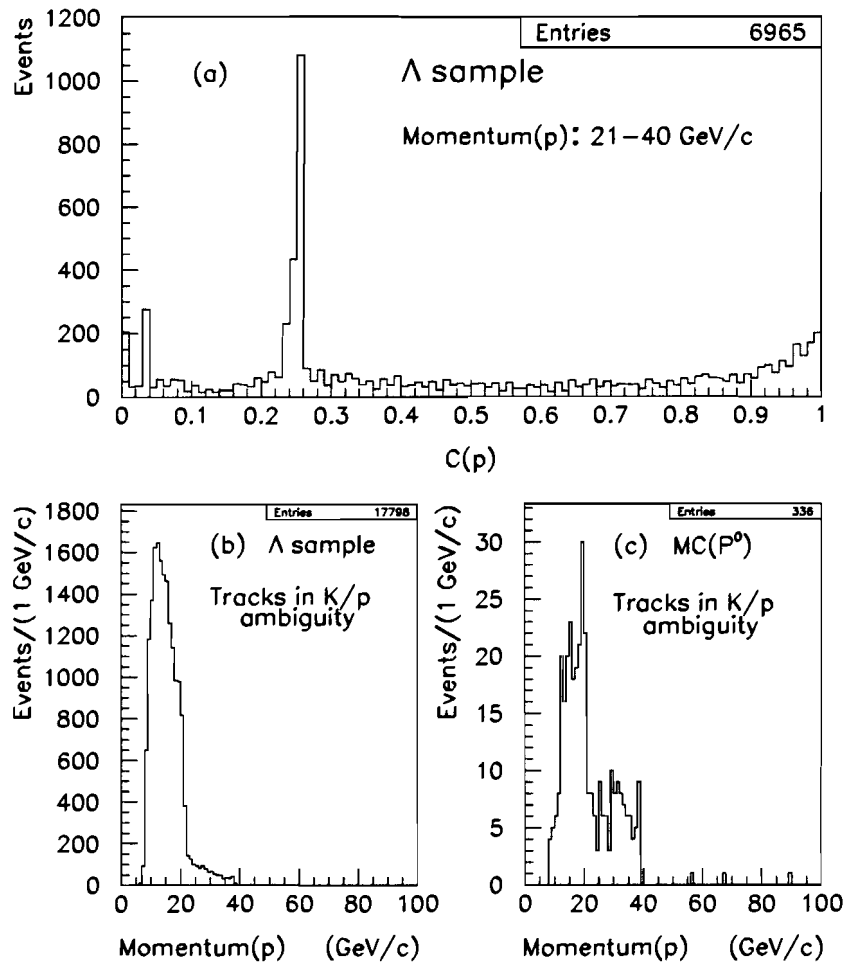 Entries 6965
Events
1200
1000
800
600
400
200
0
(a)
Λ sample
Momentum(p): 21-40 GeV/c
0 0.1 0.2 0.3 0.4 0.5 0.6 0.7 0.8 0.9 1
C(p)
Events/(1 GeV/c)
1800
1600
1400
1200
1000
800
600
400
200
0
Entries 17798
(b) Λ sample
Tracks in K/p
ambiguity
0 20 40 60 80 100
Momentum(p) (GeV/c)
Events/(1 GeV/c)
30
25
20
15
10
5
0
Entries 336
(c) MC(P⁰)
Tracks in K/p
ambiguity
0 20 40 60 80 100
Momentum(p) (GeV/c)